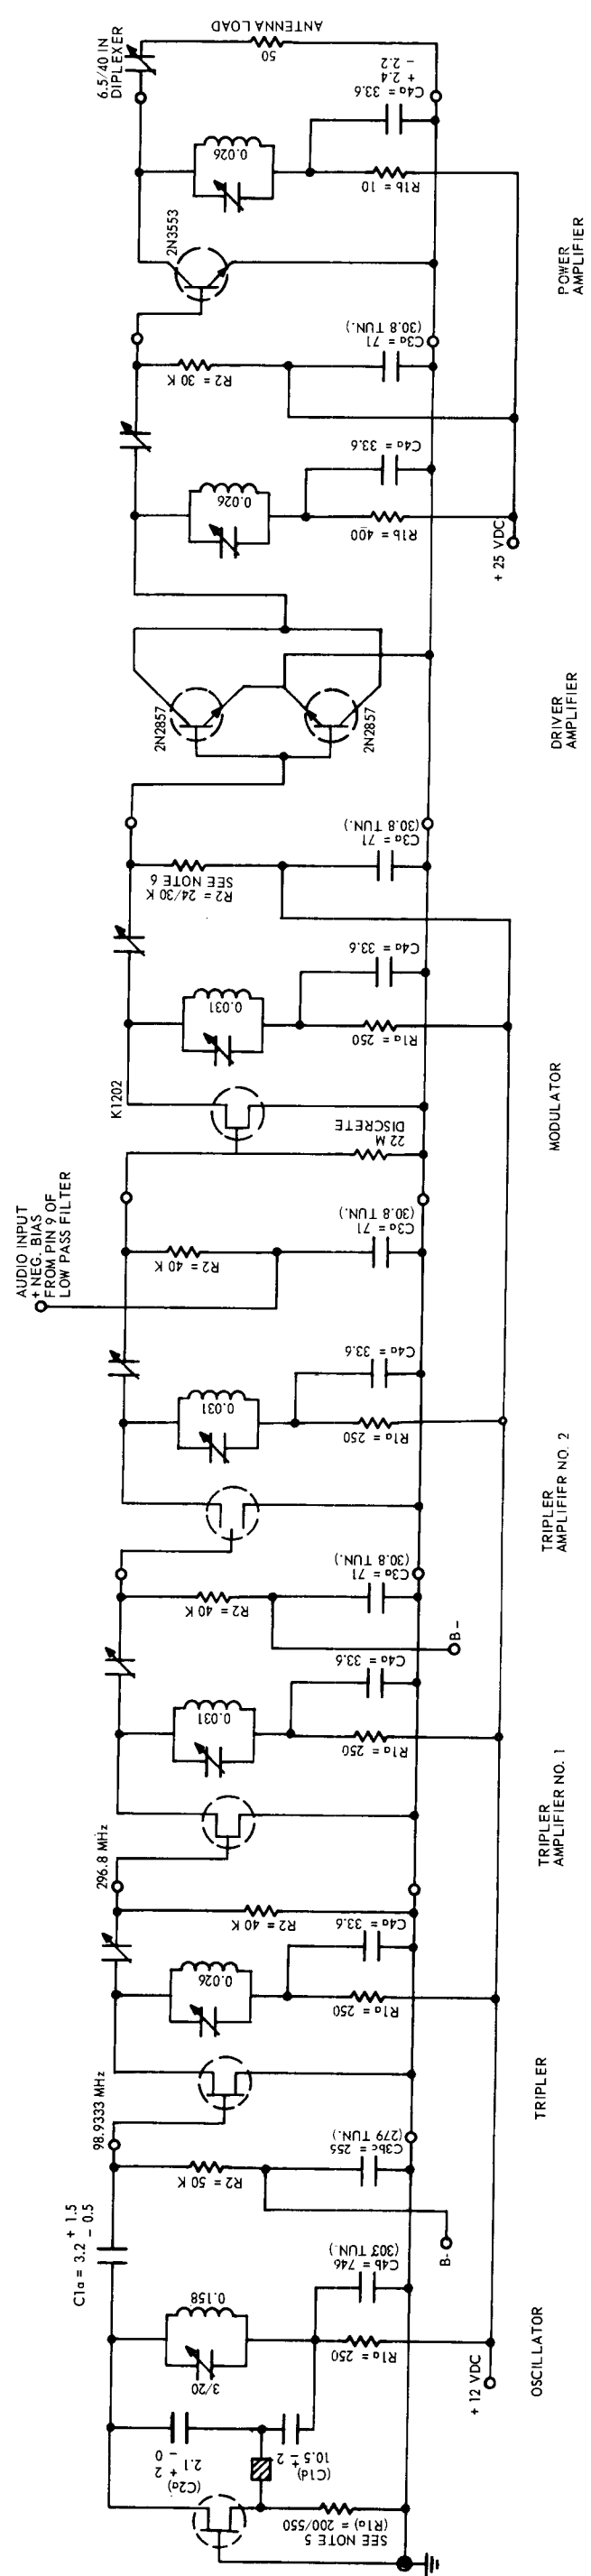 C1a = 3.2 + 1.5
- 0.5
98.9333 MHz
296.8 MHz
AUDIO INPUT
+ NEG. BIAS
FROM PIN 9 OF
LOW PASS FILTER
K1202
2N2857
2N2857
2N3553
6.5/40 IN
DIPLEXER
SEE NOTE 5
(R1a) = 200/550
(C2a)
2.1 + 2
- 0
(C1d)
10.5 ± 2
3/20
0.158
R1a = 250
C4b = 746
(303 TUN.)
R2 = 50 K
C3bc = 255
(279 TUN.)
B-
0.026
R1a = 250
C4a = 33.6
R2 = 40 K
0.031
R1a = 250
C4a = 33.6
R2 = 40 K
C3a = 71
(30.8 TUN.)
B -
0.031
R1a = 250
C4a = 33.6
R2 = 40 K
C3a = 71
(30.8 TUN.)
22 M
DISCRETE
0.031
R1a = 250
C4a = 33.6
R2 = 24/30 K
SEE NOTE 6
C3a = 71
(30.8 TUN.)
0.026
R1b = 400
C4a = 33.6
R2 = 30 K
C3a = 71
(30.8 TUN.)
0.026
R1b = 10
C4a = 33.6
+ 2.4
- 2.2
50
ANTENNA LOAD
+ 12 VDC
+ 25 VDC
OSCILLATOR
TRIPLER
TRIPLER
AMPLIFIER NO. 1
TRIPLER
AMPLIFIER NO. 2
MODULATOR
DRIVER
AMPLIFIER
POWER
AMPLIFIER